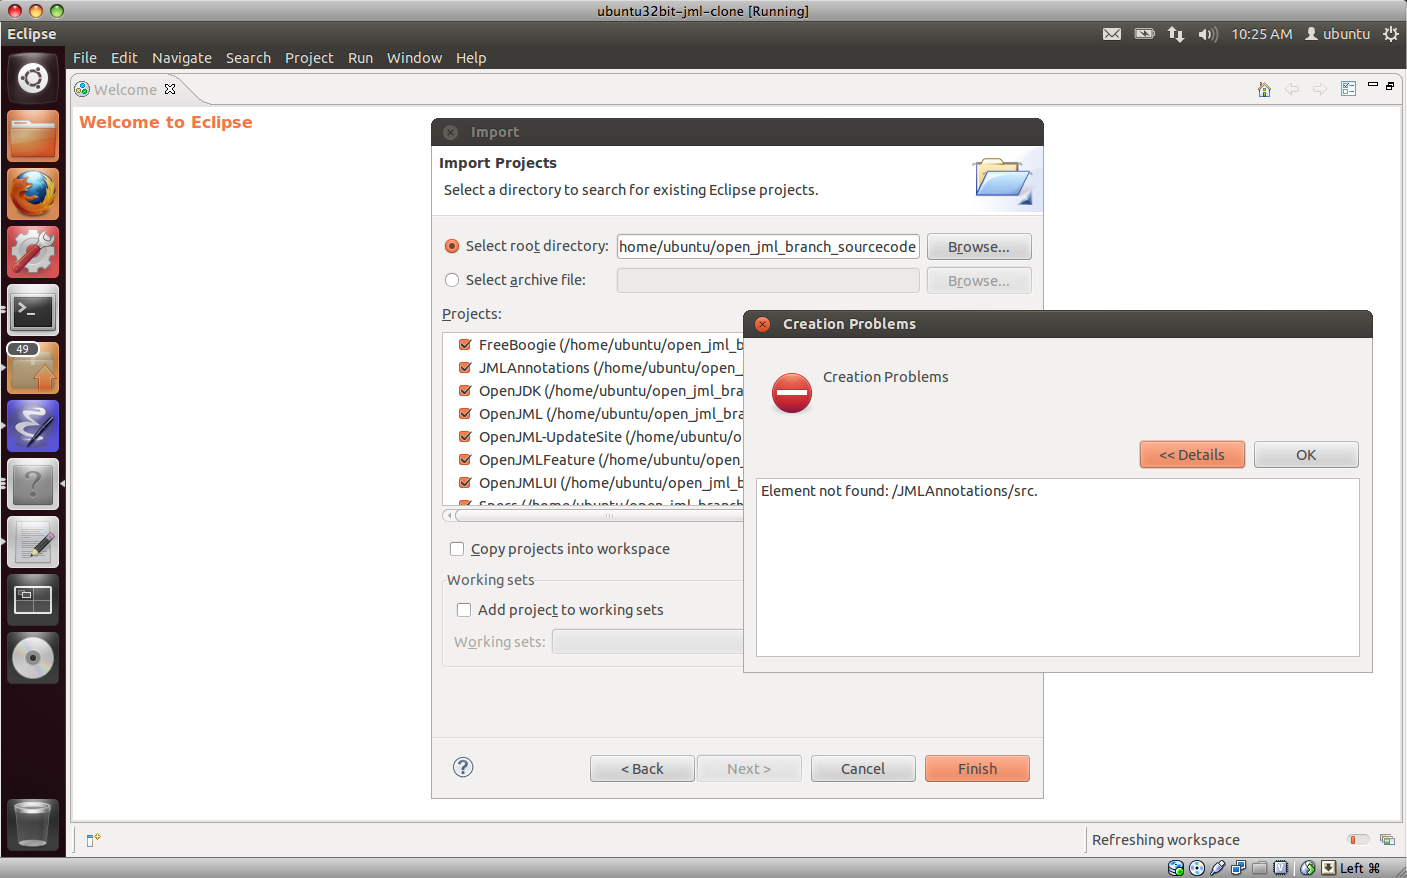 ubuntu32bit-jml-clone [Running]
Eclipse
10:25 AM ubuntu
File Edit Navigate Search Project Run Window Help
Welcome
Welcome to Eclipse
Import
Import Projects
Select a directory to search for existing Eclipse projects.
Select root directory: home/ubuntu/open_jml_branch_sourcecode Browse...
Select archive file: Browse...
Projects:
FreeBoogie (/home/ubuntu/open_jml_b
JMLAnnotations (/home/ubuntu/open_
OpenJDK (/home/ubuntu/open_jml_bra
OpenJML (/home/ubuntu/open_jml_bra
OpenJML-UpdateSite (/home/ubuntu/o
OpenJMLFeature (/home/ubuntu/open_
OpenJMLUI (/home/ubuntu/open_jml_b
Specs (/home/ubuntu/open_jml_branch
Copy projects into workspace
Working sets
Add project to working sets
Working sets:
< Back Next > Cancel Finish
Creation Problems
Creation Problems
<< Details OK
Element not found: /JMLAnnotations/src.
49
Refreshing workspace
Left ⌘